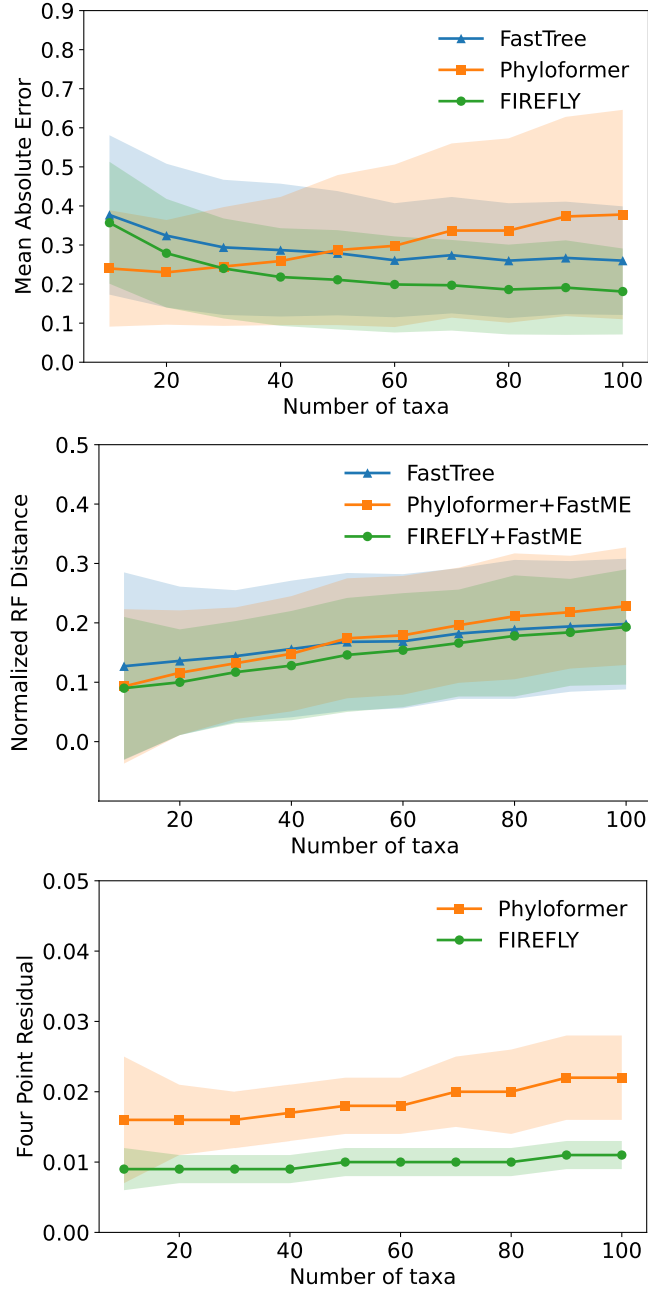 Mean Absolute Error
0.9
0.8
0.7
0.6
0.5
0.4
0.3
0.2
0.1
0.0
FastTree
Phyloformer
FIREFLY
20 40 60 80 100
Number of taxa
Normalized RF Distance
0.5
0.4
0.3
0.2
0.1
0.0
FastTree
Phyloformer+FastME
FIREFLY+FastME
20 40 60 80 100
Number of taxa
Four Point Residual
0.05
0.04
0.03
0.02
0.01
0.00
Phyloformer
FIREFLY
20 40 60 80 100
Number of taxa